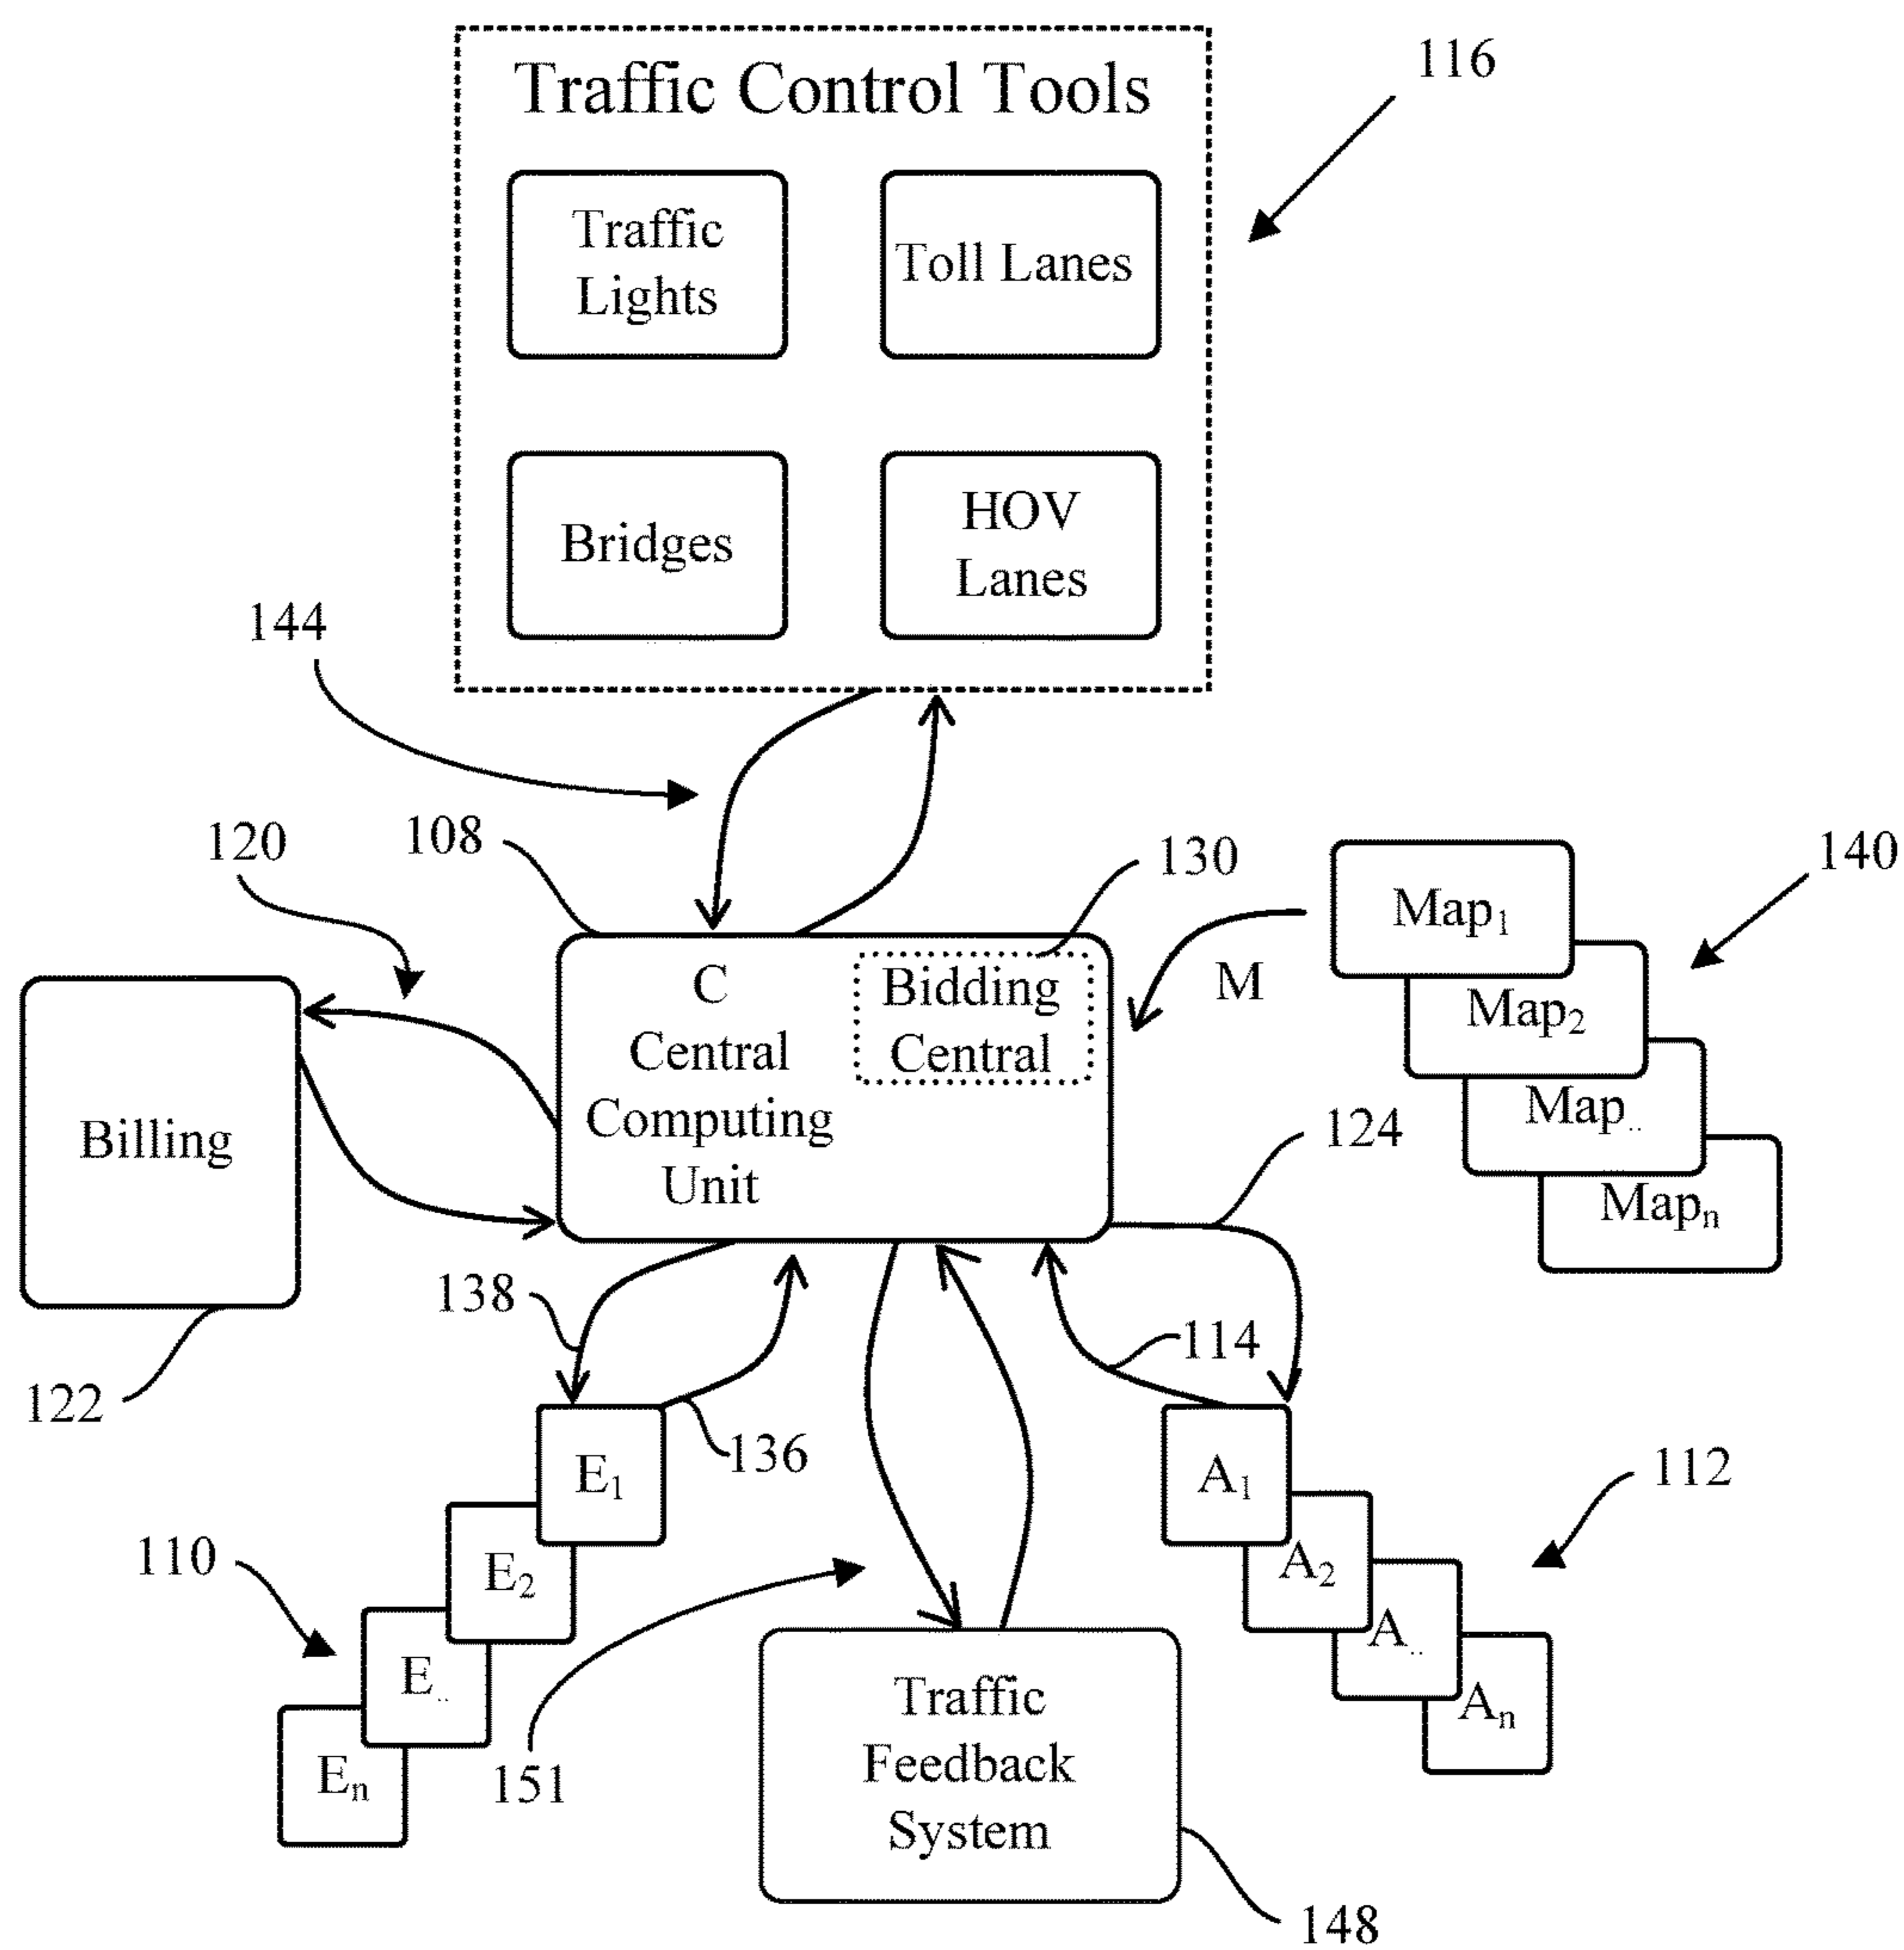 Traffic Control Tools
116
Traffic
Lights
Toll Lanes
Bridges
HOV
Lanes
144
120
108
130
140
C
Central
Computing
Unit
Bidding
Central
M
Map1
Map2
Map..
Mapn
Billing
124
138
114
122
136
E1
E2
E..
En
110
A1
A2
A..
An
112
151
Traffic
Feedback
System
148